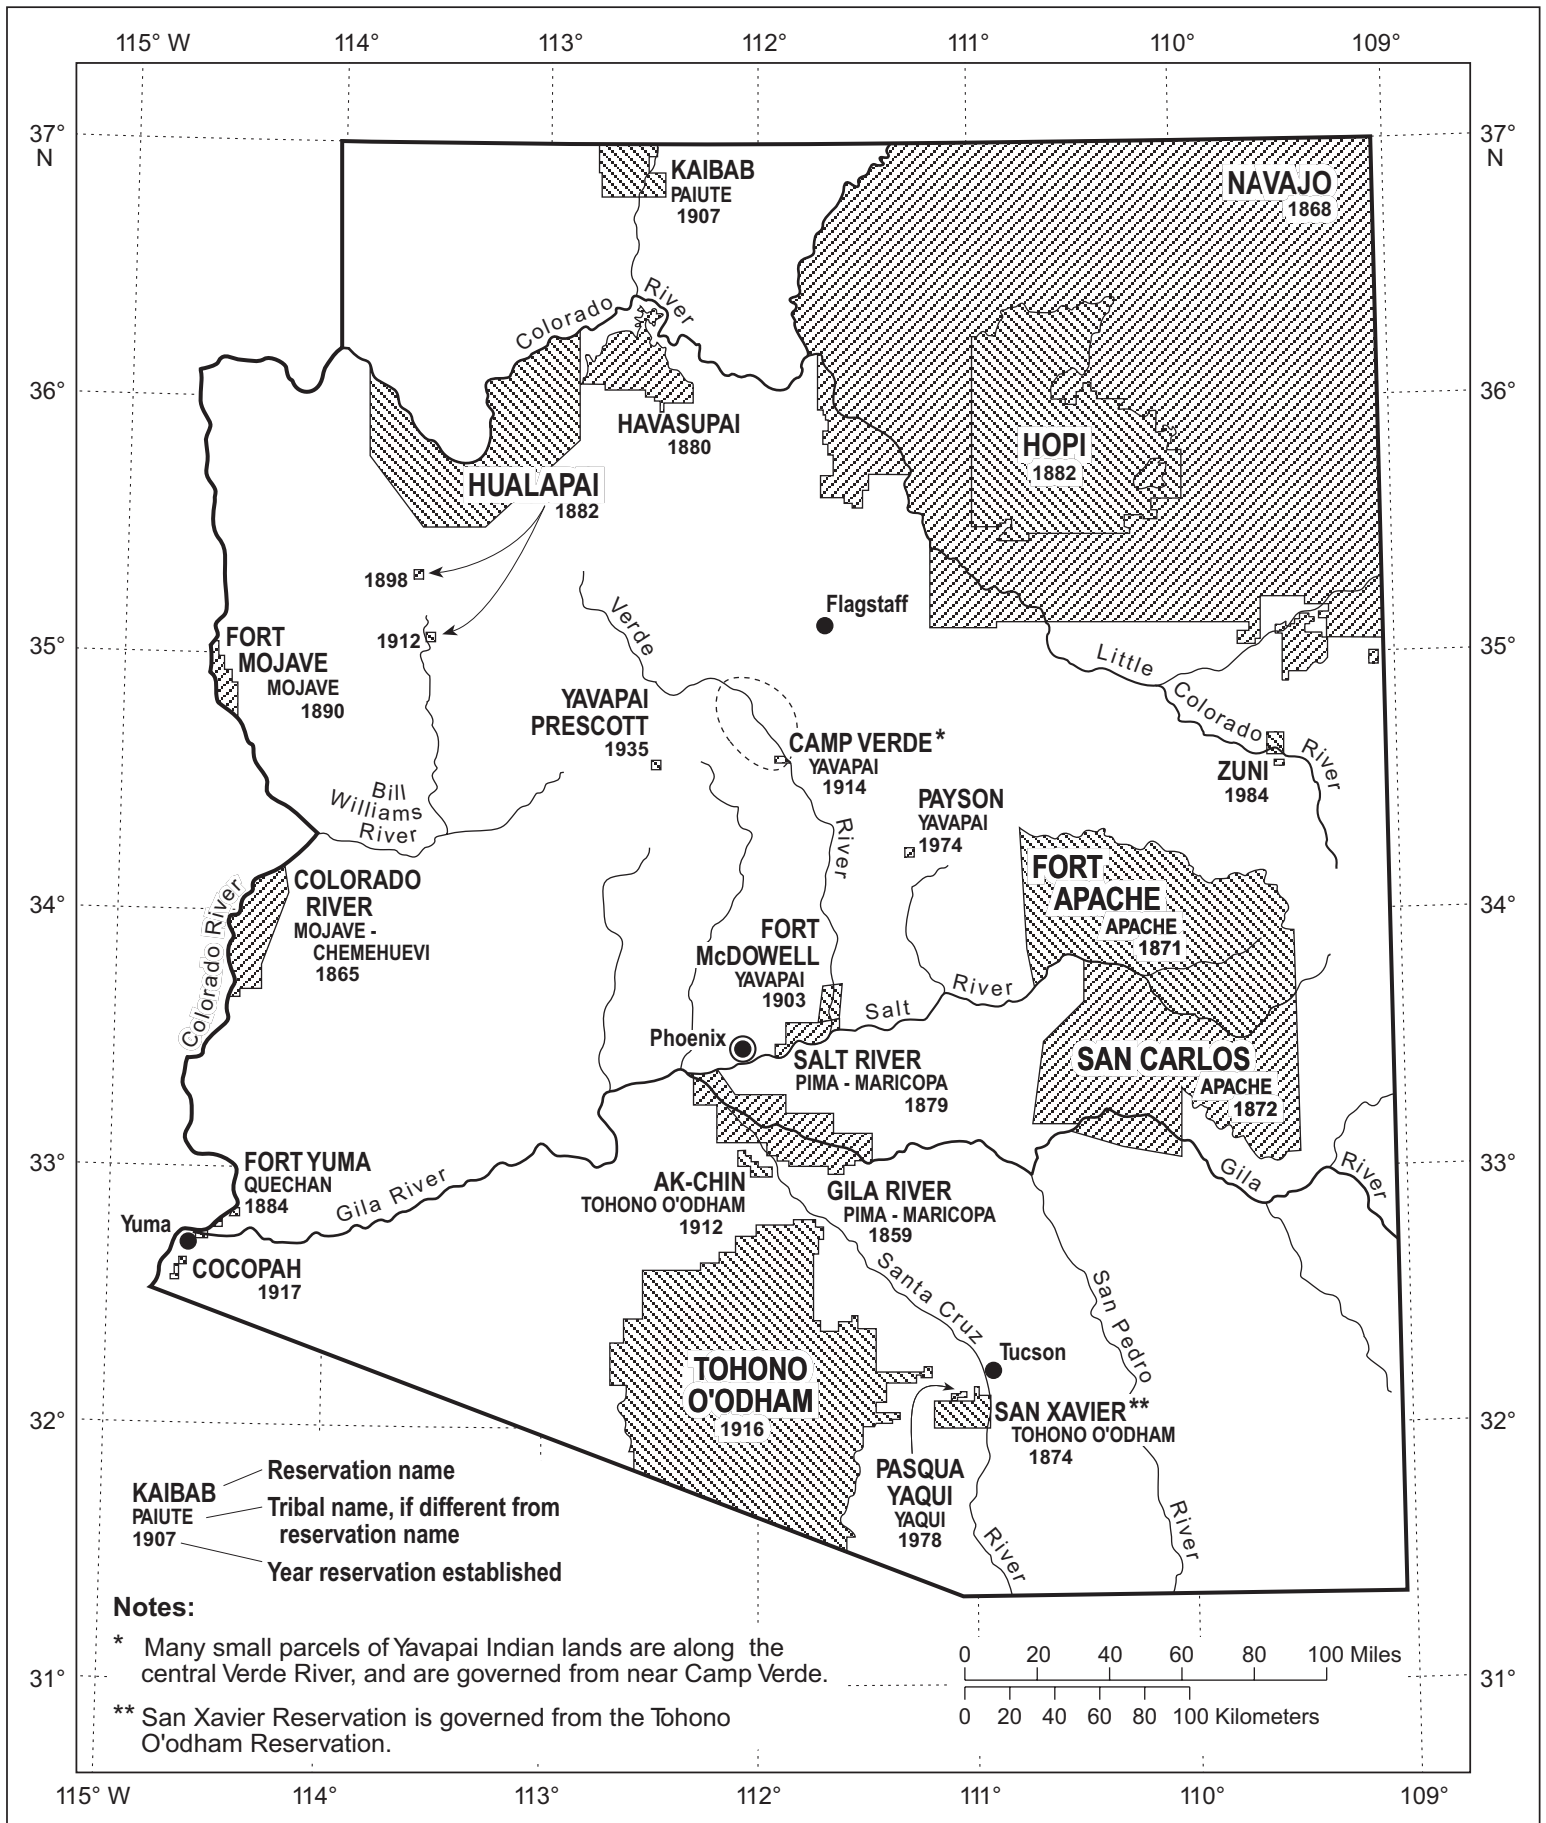 115° W 114° 113° 112° 111° 110° 109°
37°
N
37°
N
KAIBAB
PAIUTE
1907
NAVAJO
1868
Colorado River
36°
36°
HAVASUPAI
1880
HOPI
1882
HUALAPAI
1882
1898
1912
Verde
River
Flagstaff
35°
35°
FORT
MOJAVE
MOJAVE
1890
Little
Colorado
River
YAVAPAI
PRESCOTT
1935
CAMP VERDE*
YAVAPAI
1914
ZUNI
1984
Bill
Williams
River
PAYSON
YAVAPAI
1974
34°
34°
COLORADO
RIVER
MOJAVE -
CHEMEHUEVI
1865
Colorado River
FORT
APACHE
APACHE
1871
FORT
McDOWELL
YAVAPAI
1903
Salt
River
Phoenix
SALT RIVER
PIMA - MARICOPA
1879
SAN CARLOS
APACHE
1872
33°
33°
FORT YUMA
QUECHAN
1884
Gila River
Gila
River
AK-CHIN
TOHONO O'ODHAM
1912
GILA RIVER
PIMA - MARICOPA
1859
Yuma
COCOPAH
1917
Santa Cruz
River
San Pedro
River
Tucson
TOHONO
O'ODHAM
1916
32°
32°
SAN XAVIER**
TOHONO O'ODHAM
1874
PASQUA
YAQUI
YAQUI
1978
KAIBAB
PAIUTE
1907
Reservation name
Tribal name, if different from
reservation name
Year reservation established
Notes:
* Many small parcels of Yavapai Indian lands are along the
central Verde River, and are governed from near Camp Verde.
** San Xavier Reservation is governed from the Tohono
O'odham Reservation.
0 20 40 60 80 100 Miles
0 20 40 60 80 100 Kilometers
31°
31°
115° W 114° 113° 112° 111° 110° 109°